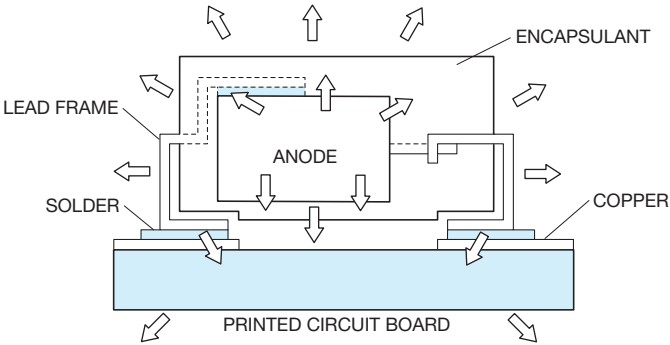 ENCAPSULANT
LEAD FRAME
ANODE
SOLDER
COPPER
PRINTED CIRCUIT BOARD